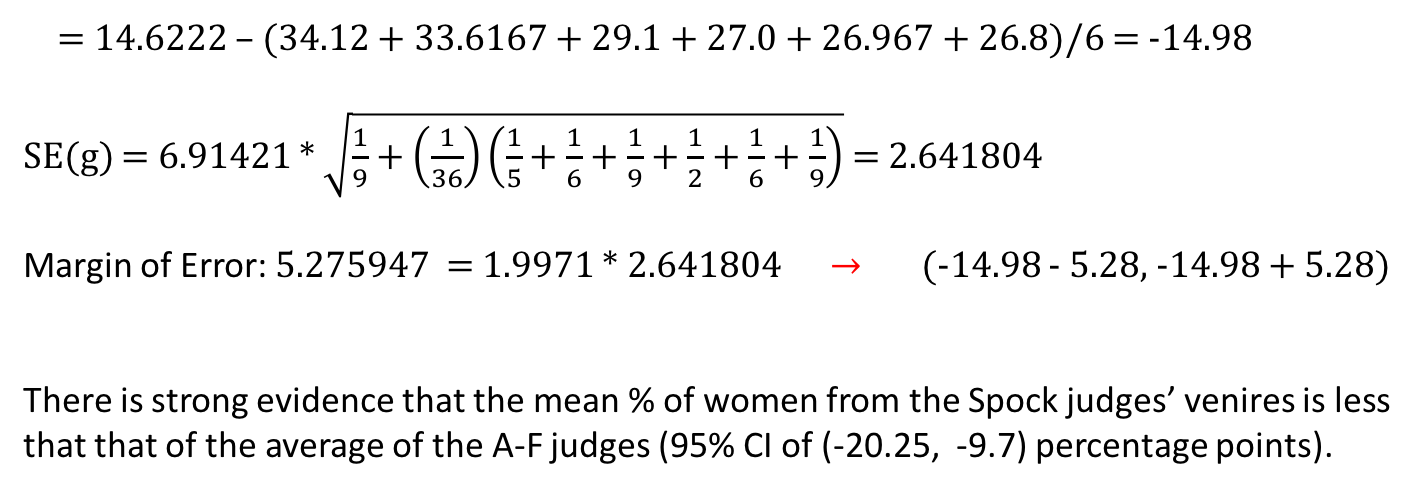 = 14.6222 – (34.12 + 33.6167 + 29.1 + 27.0 + 26.967 + 26.8)/6 = -14.98
SE(g) = 6.91421 * √(1/9 + (1/36)(1/5 + 1/6 + 1/9 + 1/2 + 1/6 + 1/9)) = 2.641804
Margin of Error: 5.275947 = 1.9971 * 2.641804 → (-14.98 - 5.28, -14.98 + 5.28)
There is strong evidence that the mean % of women from the Spock judges’ venires is less
that that of the average of the A-F judges (95% CI of (-20.25, -9.7) percentage points).